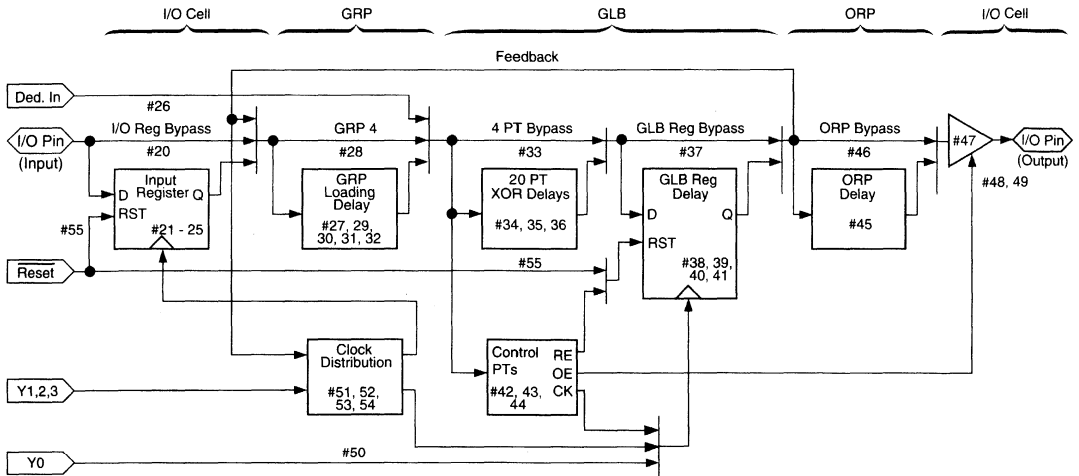 I/O Cell
GRP
GLB
ORP
I/O Cell
Feedback
Ded. In
#26
I/O Pin
(Input)
I/O Reg Bypass
#20
GRP 4
#28
4 PT Bypass
#33
GLB Reg Bypass
#37
ORP Bypass
#46
#47
I/O Pin
(Output)
#48, 49
Input
Register
D
Q
RST
#21 - 25
#55
GRP
Loading
Delay
#27, 29,
30, 31, 32
20 PT
XOR Delays
#34, 35, 36
GLB Reg
Delay
D
Q
RST
#38, 39,
40, 41
ORP
Delay
#45
Reset
#55
Clock
Distribution
#51, 52,
53, 54
Control
PTs
RE
OE
CK
#42, 43,
44
Y1,2,3
Y0
#50